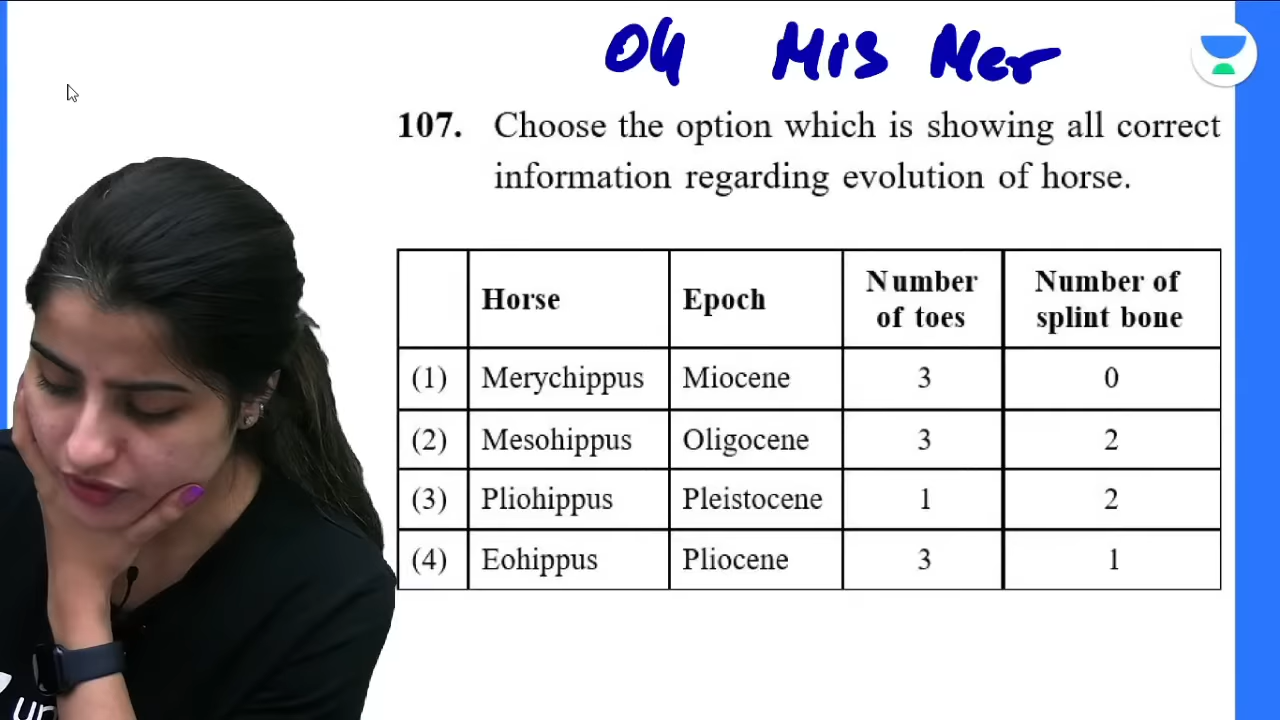 Oli Mis Mer
107. Choose the option which is showing all correct
information regarding evolution of horse.
Horse Epoch Number of toes Number of splint bone
(1) Merychippus Miocene 3 0
(2) Mesohippus Oligocene 3 2
(3) Pliohippus Pleistocene 1 2
(4) Eohippus Pliocene 3 1
un